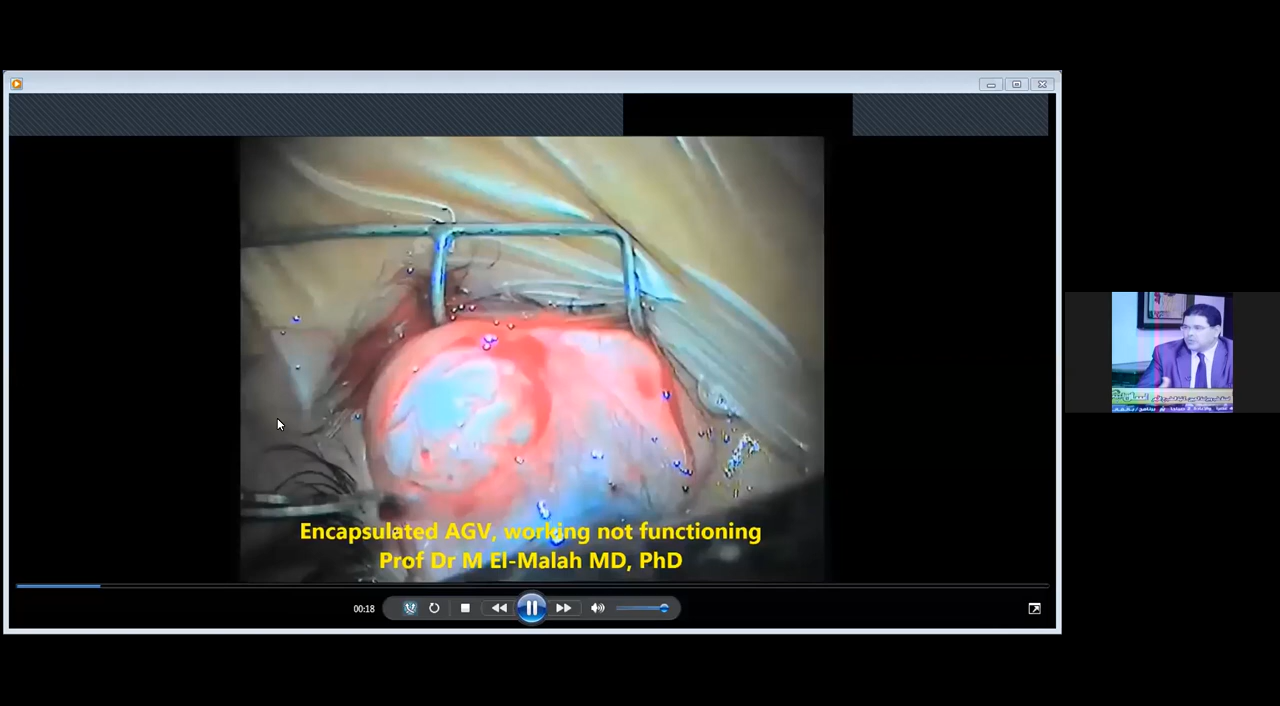 Encapsulated AGV, working not functioning
Prof Dr M El-Malah MD, PhD
00:18